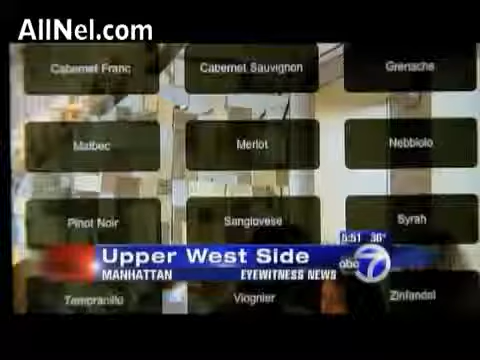 AllNel.com
Cabernet Franc
Cabernet Sauvignon
Grenache
Malbec
Merlot
Nebbiolo
Pinot Noir
Sangiovese
Syrah
5:51 36°
Upper West Side
abc 7
MANHATTAN
EYEWITNESS NEWS
Tempranillo
Viognier
Zinfandel